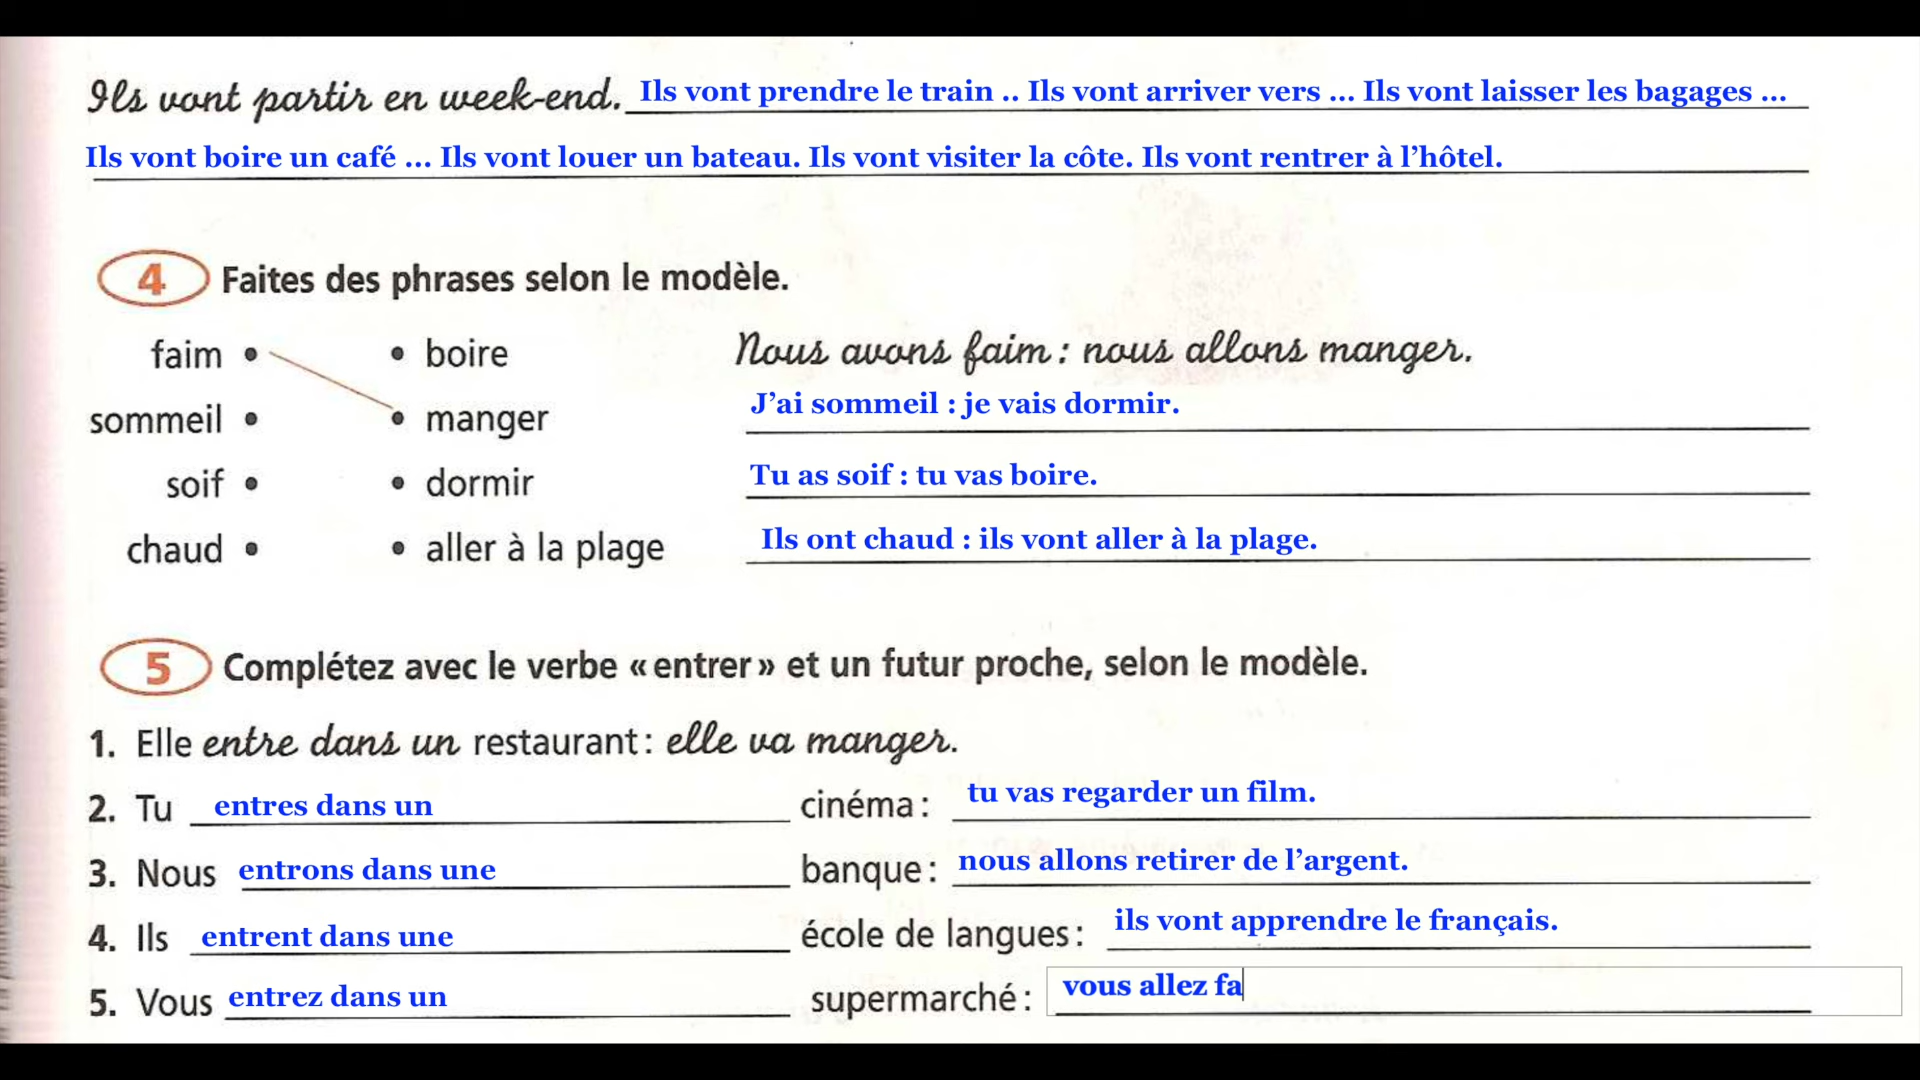 Ils vont partir en week-end. Ils vont prendre le train .. Ils vont arriver vers ... Ils vont laisser les bagages ...
Ils vont boire un café ... Ils vont louer un bateau. Ils vont visiter la côte. Ils vont rentrer à l’hôtel.
4 Faites des phrases selon le modèle.
faim • • boire Nous avons faim : nous allons manger.
sommeil • • manger J’ai sommeil : je vais dormir.
soif • • dormir Tu as soif : tu vas boire.
chaud • • aller à la plage Ils ont chaud : ils vont aller à la plage.
5 Complétez avec le verbe « entrer » et un futur proche, selon le modèle.
1. Elle entre dans un restaurant : elle va manger.
2. Tu entres dans un cinéma : tu vas regarder un film.
3. Nous entrons dans une banque : nous allons retirer de l’argent.
4. Ils entrent dans une école de langues : ils vont apprendre le français.
5. Vous entrez dans un supermarché : vous allez fa